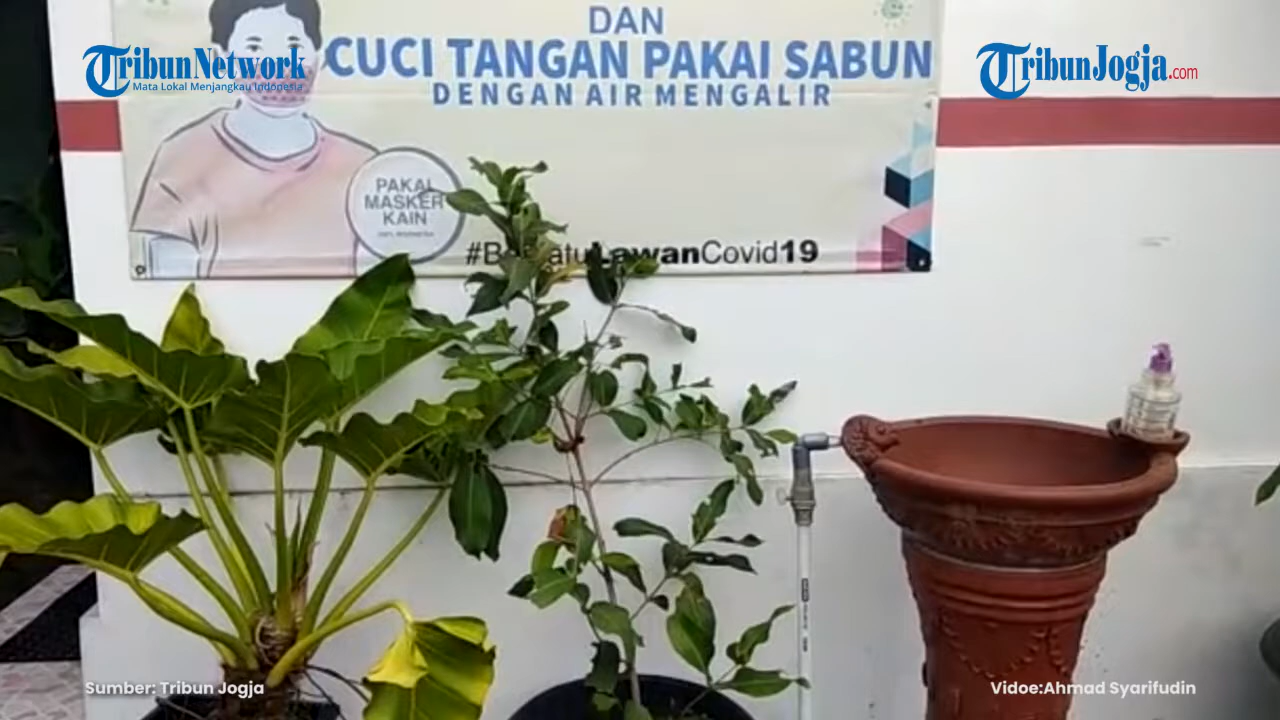 DAN
CUCI TANGAN PAKAI SABUN
DENGAN AIR MENGALIR
TribunNetwork
Mata Lokal Menjangkau Indonesia
TribunJogja.com
PAKAI
MASKER
KAIN
#BersatuLawanCovid19
Sumber: Tribun Jogja
Vidoe:Ahmad Syarifudin